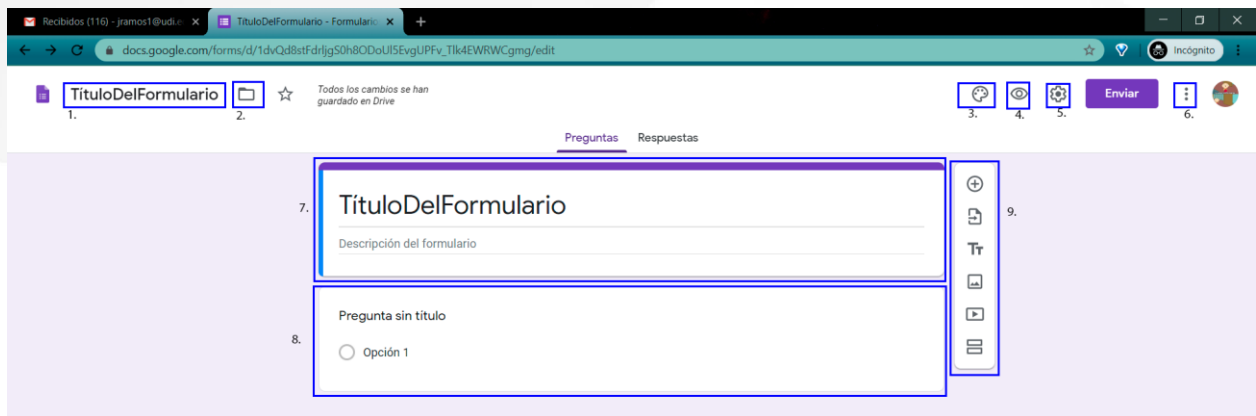 Recibidos (116) - jramos1@udi.e
TítuloDelFormulario - Formulario
docs.google.com/forms/d/1dvQd8stFdrljgS0h8ODoUl5EvgUPFv_Tlk4EWRWCgmg/edit
Incógnito
TítuloDelFormulario
Todos los cambios se han
guardado en Drive
Enviar
1.
2.
3.
4.
5.
6.
Preguntas Respuestas
7.
TítuloDelFormulario
Descripción del formulario
9.
Tт
8.
Pregunta sin título
Opción 1